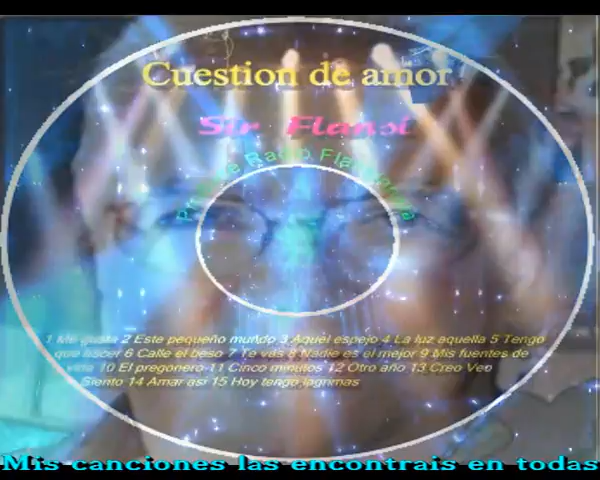 Cuestion de amor
Sir Flansi
Radio
1 Me gusta 2 Este pequeño mundo 3 Aquel espejo 4 La luz aquella 5 Tengo
que hacer 6 Calle el beso 7 Te vas 8 Nadie es el mejor 9 Mis fuentes de
vida 10 El pregonero 11 Cinco minutos 12 Otro año 13 Creo Veo
Siento 14 Amar asi 15 Hoy tengo lagrimas
Mis canciones las encontrais en todas